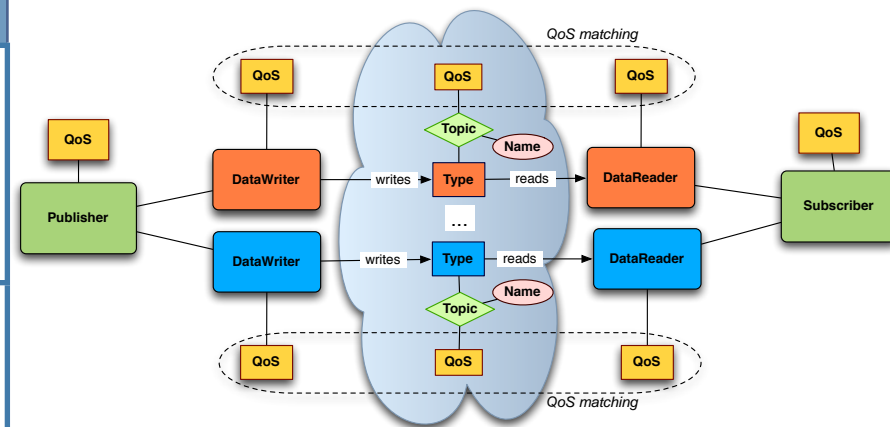 QoS matching
QoS
QoS
QoS
QoS
QoS
Topic
Name
DataWriter
writes
Type
reads
DataReader
Publisher
Subscriber
...
DataWriter
writes
Type
reads
DataReader
Name
Topic
QoS
QoS
QoS
QoS matching